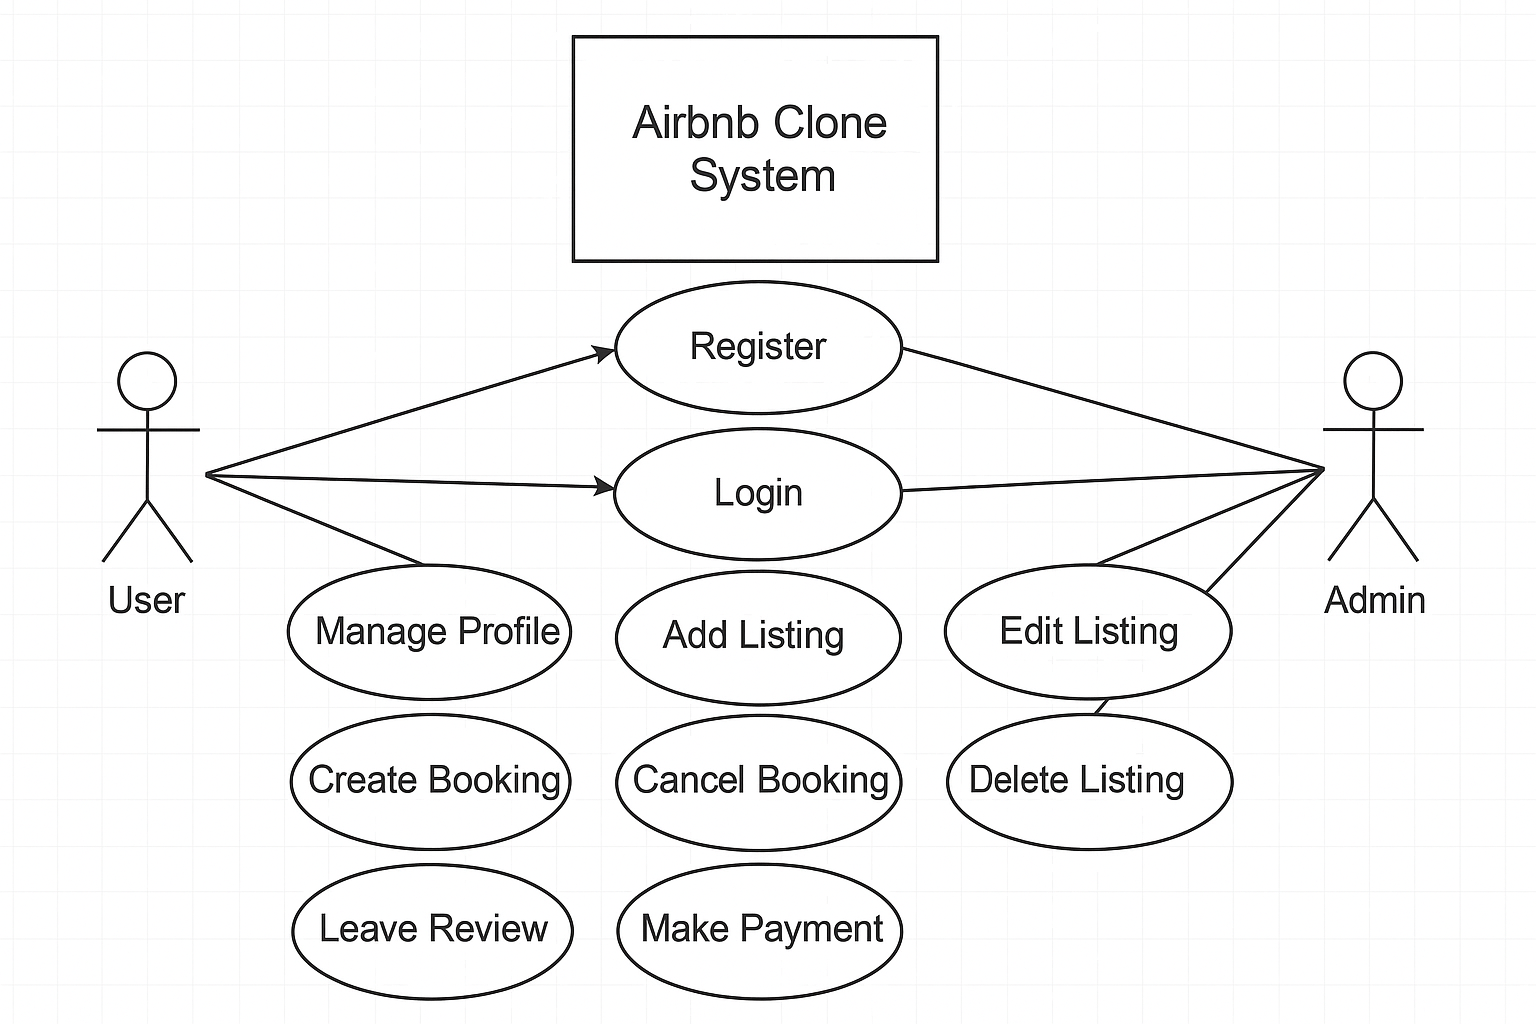 Airbnb Clone
System
Register
Login
User
Admin
Manage Profile
Add Listing
Edit Listing
Create Booking
Cancel Booking
Delete Listing
Leave Review
Make Payment